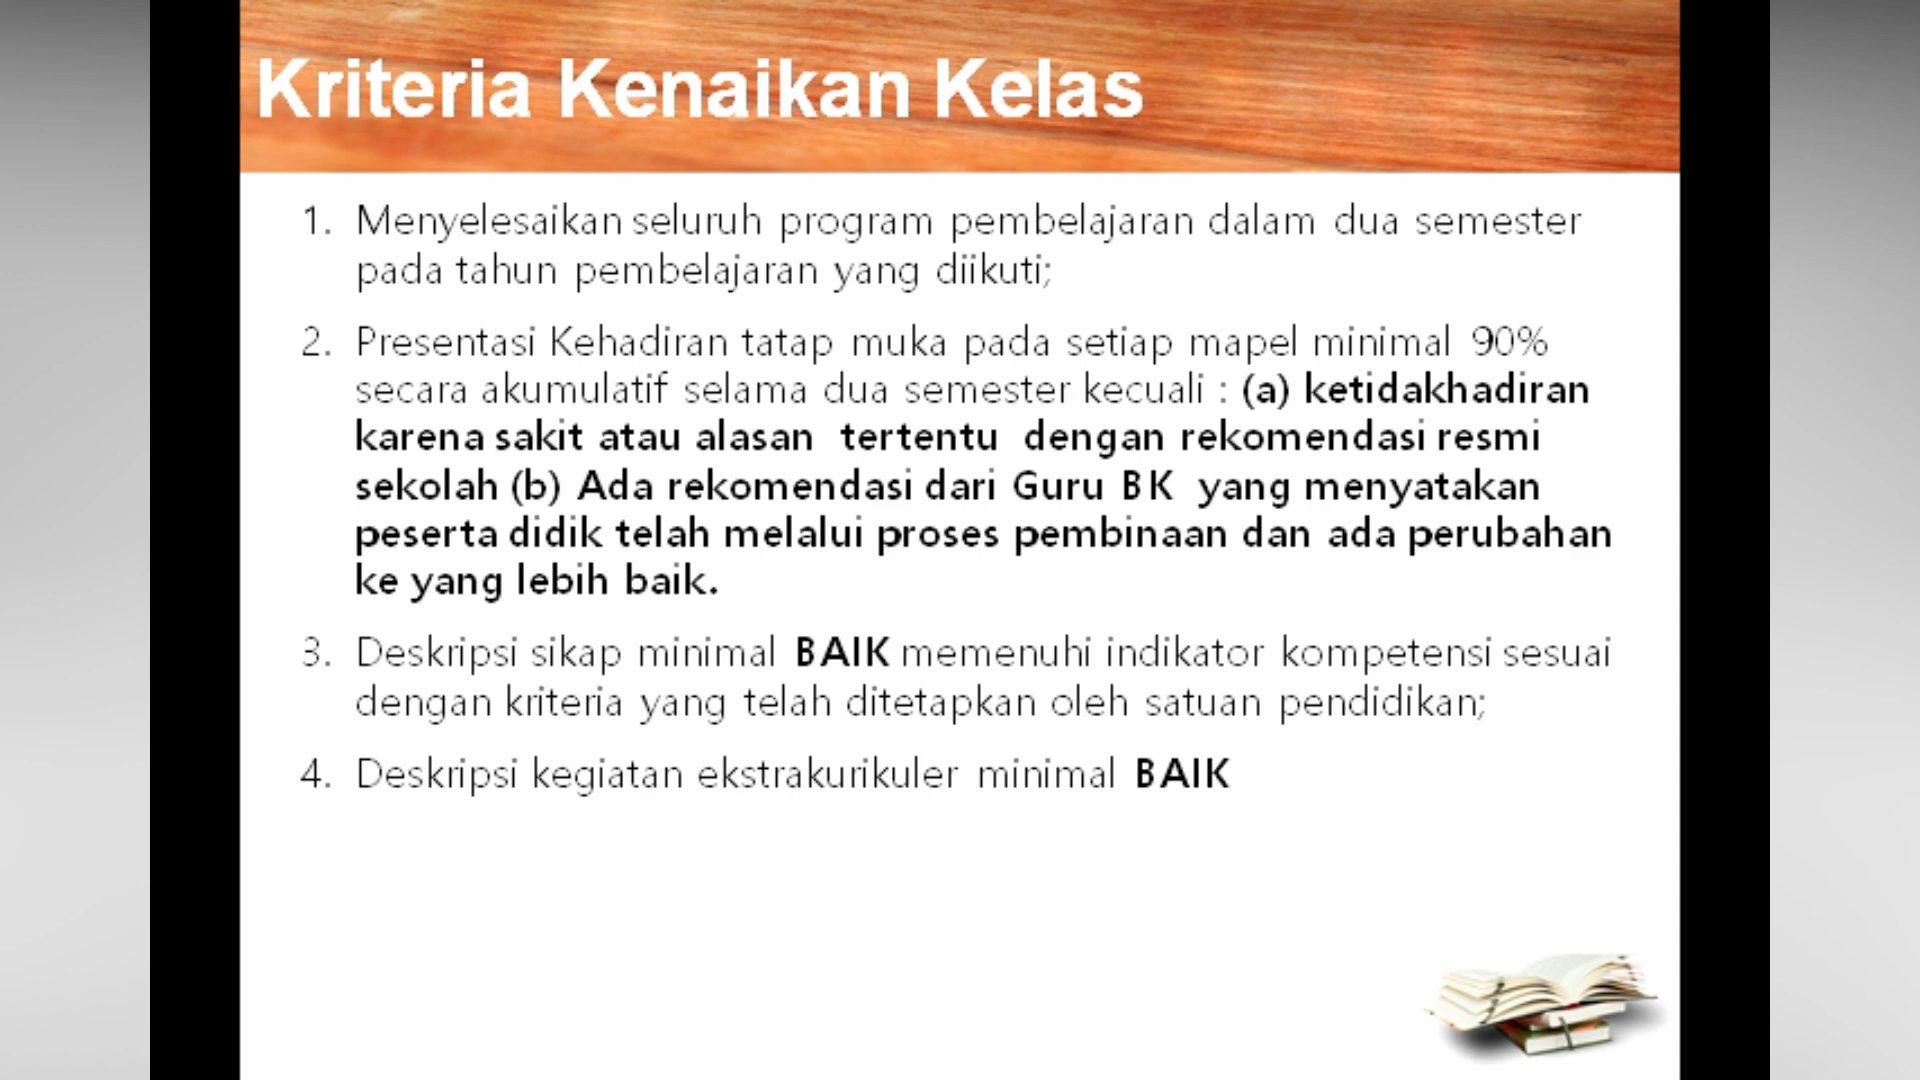 Kriteria Kenaikan Kelas
1. Menyelesaikan seluruh program pembelajaran dalam dua semester
pada tahun pembelajaran yang diikuti;
2. Presentasi Kehadiran tatap muka pada setiap mapel minimal 90%
secara akumulatif selama dua semester kecuali : (a) ketidakhadiran
karena sakit atau alasan tertentu dengan rekomendasi resmi
sekolah (b) Ada rekomendasi dari Guru BK yang menyatakan
peserta didik telah melalui proses pembinaan dan ada perubahan
ke yang lebih baik.
3. Deskripsi sikap minimal BAIK memenuhi indikator kompetensi sesuai
dengan kriteria yang telah ditetapkan oleh satuan pendidikan;
4. Deskripsi kegiatan ekstrakurikuler minimal BAIK